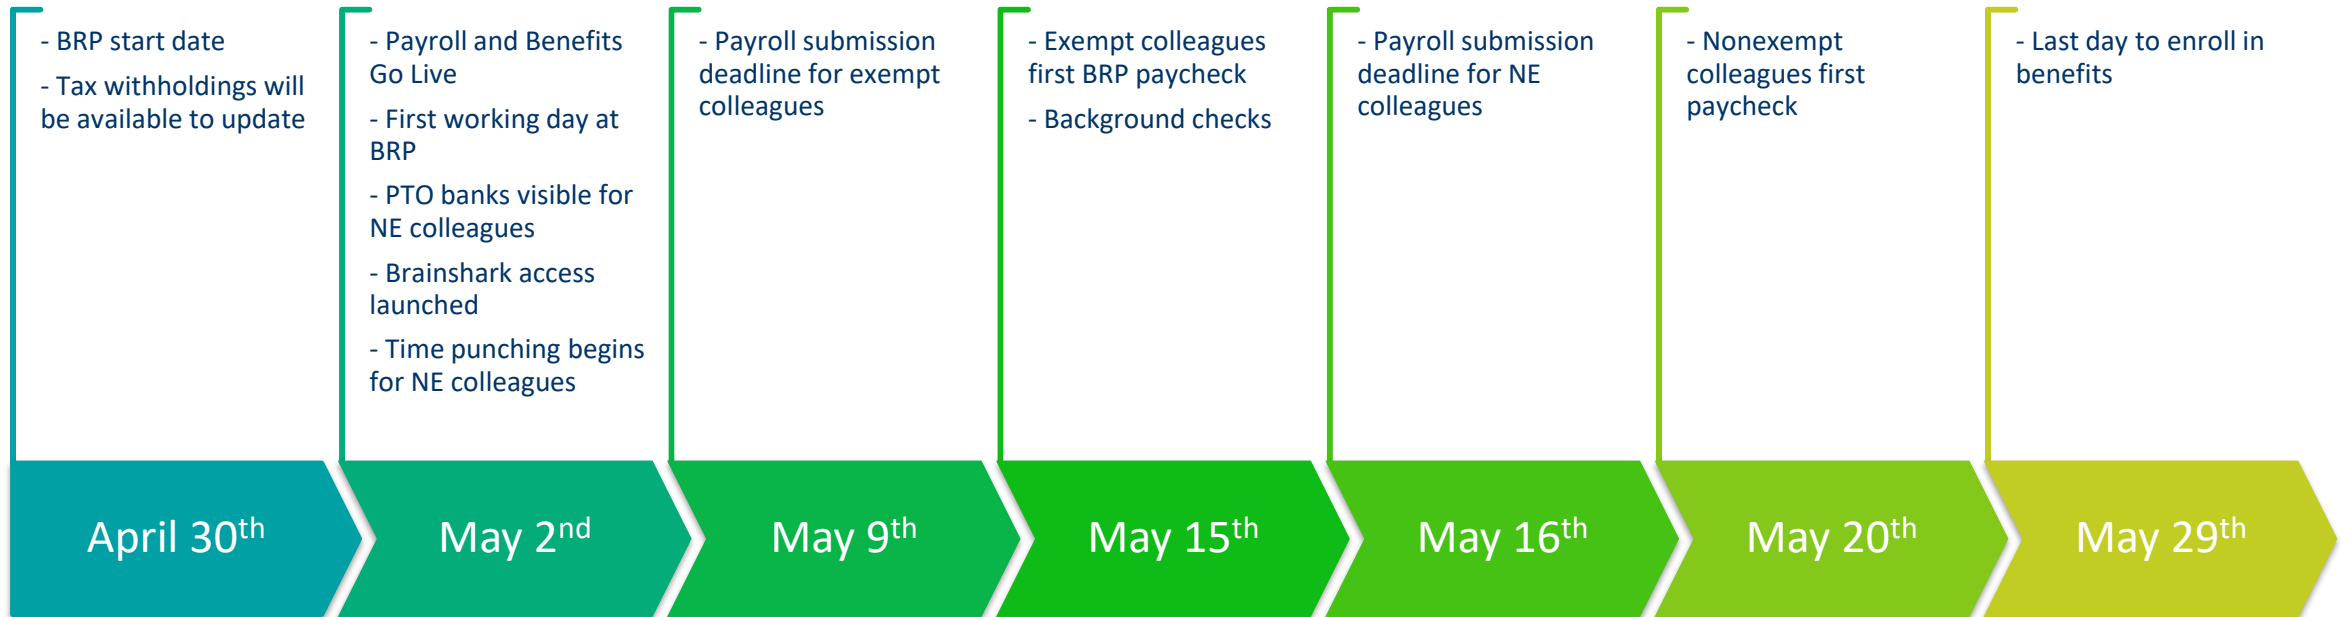 - BRP start date
- Tax withholdings will
be available to update
- Payroll and Benefits
Go Live
- First working day at
BRP
- PTO banks visible for
NE colleagues
- Brainshark access
launched
- Time punching begins
for NE colleagues
- Payroll submission
deadline for exempt
colleagues
- Exempt colleagues
first BRP paycheck
- Background checks
- Payroll submission
deadline for NE
colleagues
- Nonexempt
colleagues first
paycheck
- Last day to enroll in
benefits
April 30th
May 2nd
May 9th
May 15th
May 16th
May 20th
May 29th